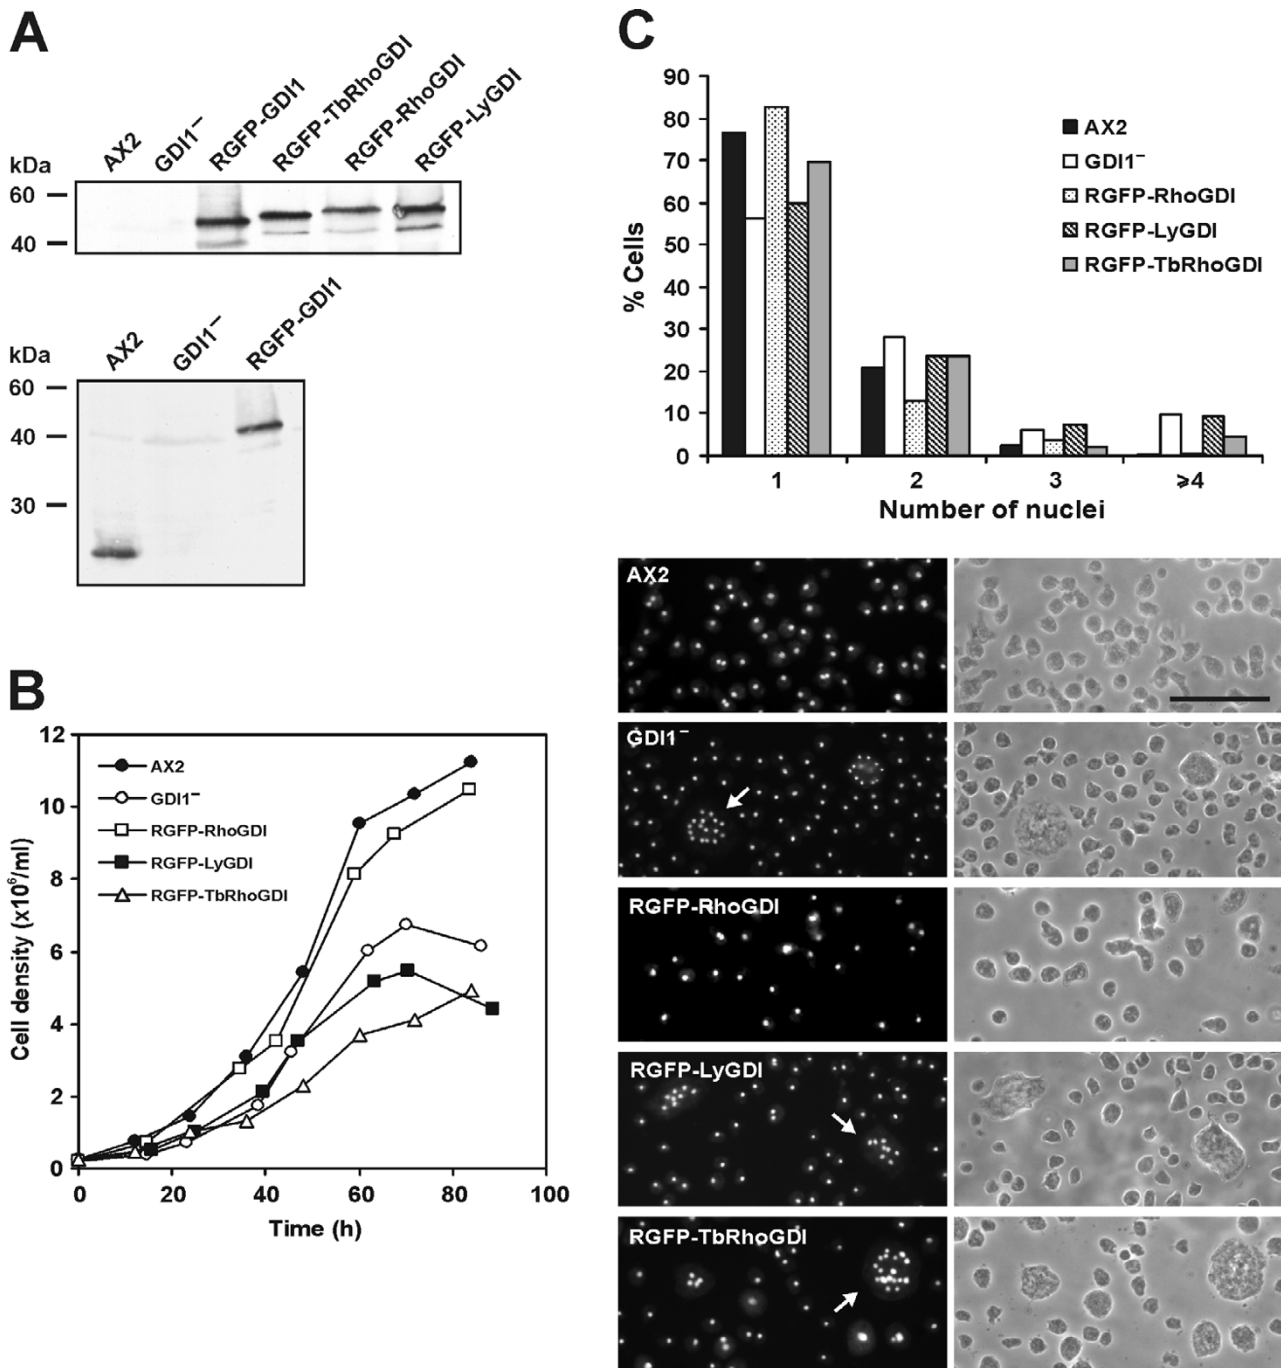 A
AX2
GDI1−
RGFP-GDI1
RGFP-TbRhoGDI
RGFP-RhoGDI
RGFP-LyGDI
kDa
60
40
AX2
GDI1−
RGFP-GDI1
kDa
60
40
30
B
12
10
8
6
4
2
0
Cell density (x10⁶/ml)
AX2
GDI1−
RGFP-RhoGDI
RGFP-LyGDI
RGFP-TbRhoGDI
0 20 40 60 80 100
Time (h)
C
90
80
70
60
50
40
30
20
10
0
% Cells
AX2
GDI1−
RGFP-RhoGDI
RGFP-LyGDI
RGFP-TbRhoGDI
1 2 3 ⩾4
Number of nuclei
AX2
GDI1−
RGFP-RhoGDI
RGFP-LyGDI
RGFP-TbRhoGDI